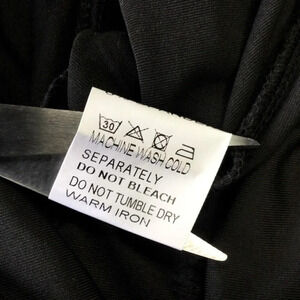 30
MACHINE WASH COLD
SEPARATELY
DO NOT BLEACH
DO NOT TUMBLE DRY
WARM IRON